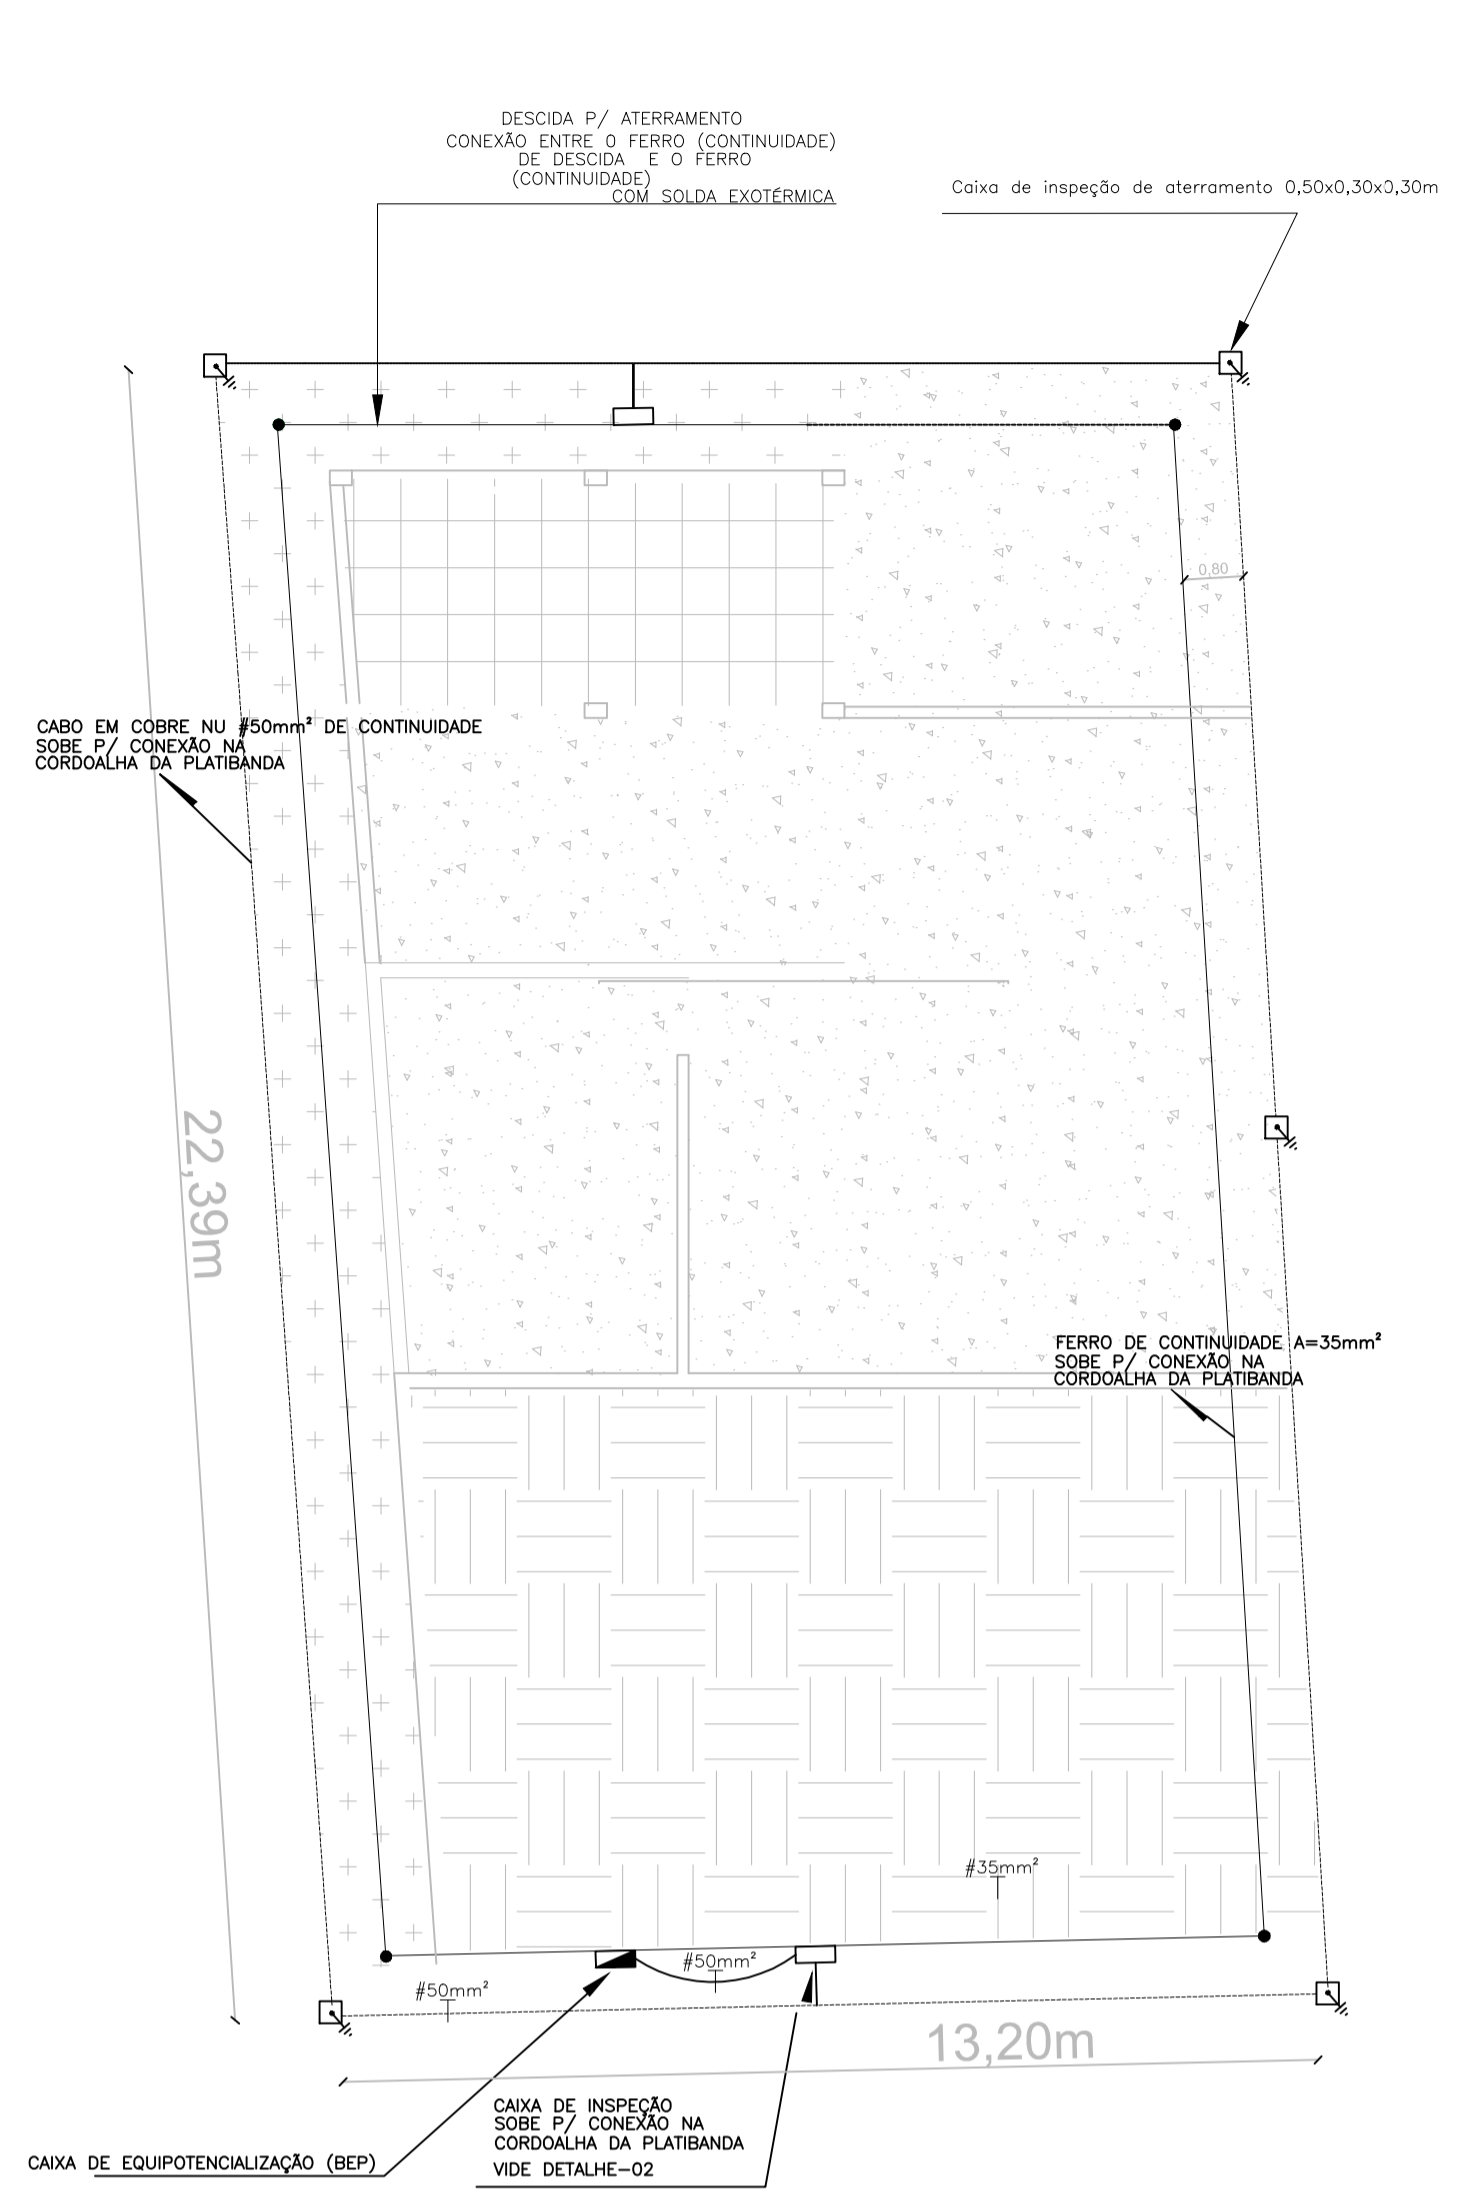 DESCIDA P/ ATERRAMENTO
CONEXÃO ENTRE O FERRO (CONTINUIDADE)
DE DESCIDA E O FERRO
(CONTINUIDADE)
COM SOLDA EXOTÉRMICA
Caixa de inspeção de aterramento 0,50x0,30x0,30m
0,80
CABO EM COBRE NU #50mm² DE CONTINUIDADE
SOBE P/ CONEXÃO NA
CORDOALHA DA PLATIBANDA
22,39m
FERRO DE CONTINUIDADE A=35mm²
SOBE P/ CONEXÃO NA
CORDOALHA DA PLATIBANDA
#35mm²
#50mm²
#50mm²
13,20m
CAIXA DE INSPEÇÃO
SOBE P/ CONEXÃO NA
CORDOALHA DA PLATIBANDA
VIDE DETALHE-02
CAIXA DE EQUIPOTENCIALIZAÇÃO (BEP)